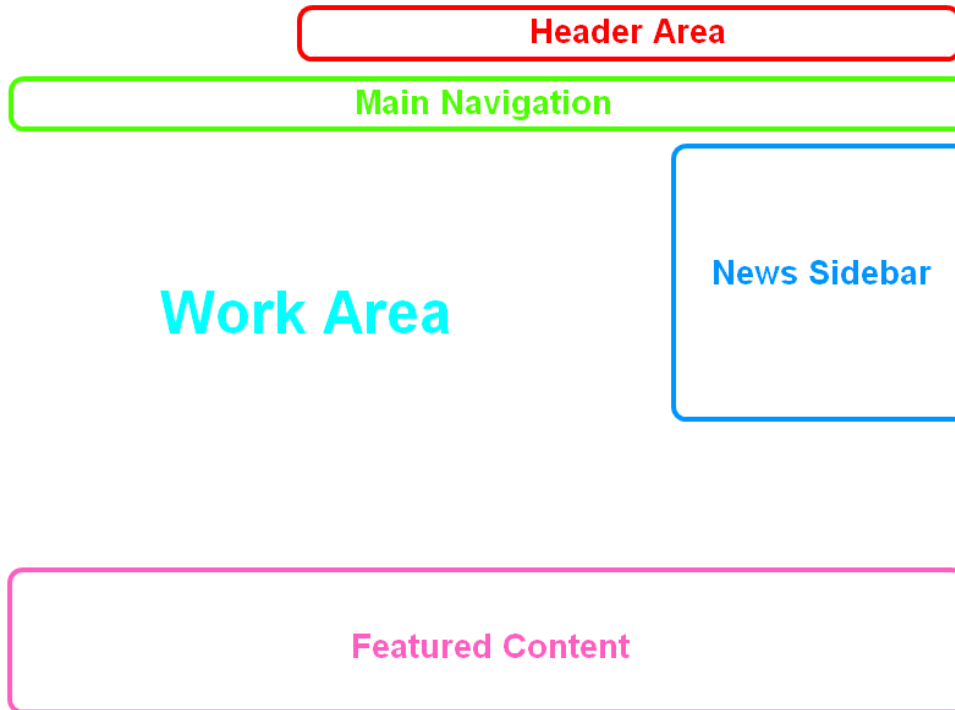 Header Area
Main Navigation
News Sidebar
Work Area
Featured Content